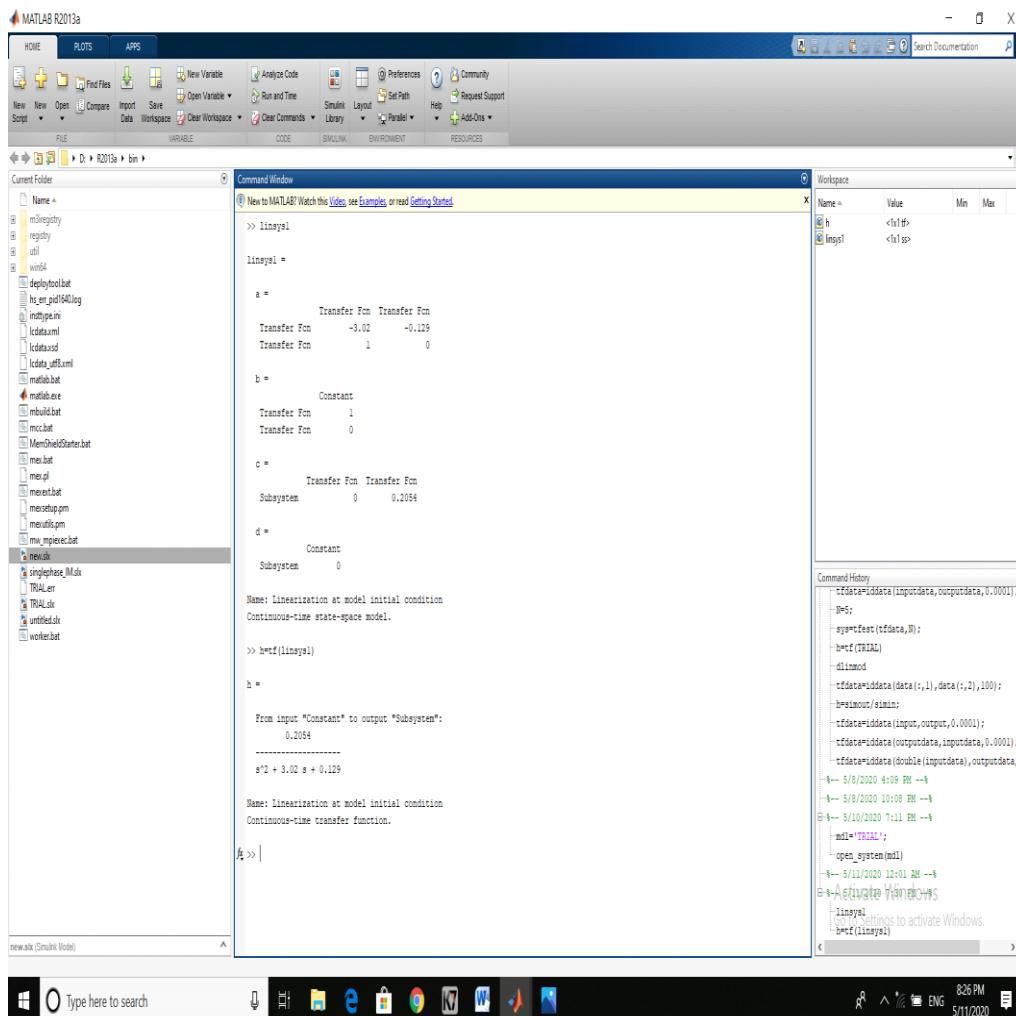 MATLAB R2013a
HOME PLOTS APPS
Search Documentation
New Script
New
Open
Find Files
Compare
Import Data
Save Workspace
New Variable
Open Variable
Clear Workspace
Analyze Code
Run and Time
Clear Commands
Simulink Library
Layout
Preferences
Set Path
Parallel
Help
Community
Request Support
Add-Ons
FILE VARIABLE CODE SIMULINK ENVIRONMENT RESOURCES
D: R2013a bin
Current Folder
Name
m3iregistry
registry
util
win64
deploytool.bat
hs_err_pid1640.log
insttype.ini
lcdata.xml
lcdata.xsd
lcdata_utf8.xml
matlab.bat
matlab.exe
mbuild.bat
mcc.bat
MemShieldStarter.bat
mex.bat
mex.pl
mexext.bat
mexsetup.pm
mexutils.pm
mw_mpiexec.bat
new.slx
singlephase_IM.slx
TRIAL.err
TRIAL.slx
untitled.slx
worker.bat
new.slx (Simulink Model)
Command Window
New to MATLAB? Watch this Video, see Examples, or read Getting Started. X
>> linsys1
linsys1 =
a =
Transfer Fcn Transfer Fcn
Transfer Fcn -3.02 -0.129
Transfer Fcn 1 0
b =
Constant
Transfer Fcn 1
Transfer Fcn 0
c =
Transfer Fcn Transfer Fcn
Subsystem 0 0.2054
d =
Constant
Subsystem 0
Name: Linearization at model initial condition
Continuous-time state-space model.
>> h=tf(linsys1)
h =
From input "Constant" to output "Subsystem":
0.2054
--------------------
s^2 + 3.02 s + 0.129
Name: Linearization at model initial condition
Continuous-time transfer function.
fx >>
Workspace
Name Value Min Max
h <1x1 tf>
linsys1 <1x1 ss>
Command History
tfdata=iddata(inputdata,outputdata,0.0001);
N=5;
sys=tfest(tfdata,N);
h=tf(TRIAL)
dlinmod
tfdata=iddata(data(:,1),data(:,2),100);
h=simout/simin;
tfdata=iddata(input,output,0.0001);
tfdata=iddata(outputdata,inputdata,0.0001)
tfdata=iddata(double(inputdata),outputdata,
%-- 5/8/2020 4:09 PM --%
%-- 5/8/2020 10:08 PM --%
%-- 5/10/2020 7:11 PM --%
mdl='TRIAL';
open_system(mdl)
%-- 5/11/2020 12:01 AM --%
%-- 5/11/2020 7:30 PM --%
linsys1
h=tf(linsys1)
Activate Windows
Go to Settings to activate Windows.
Type here to search
ENG
8:26 PM
5/11/2020